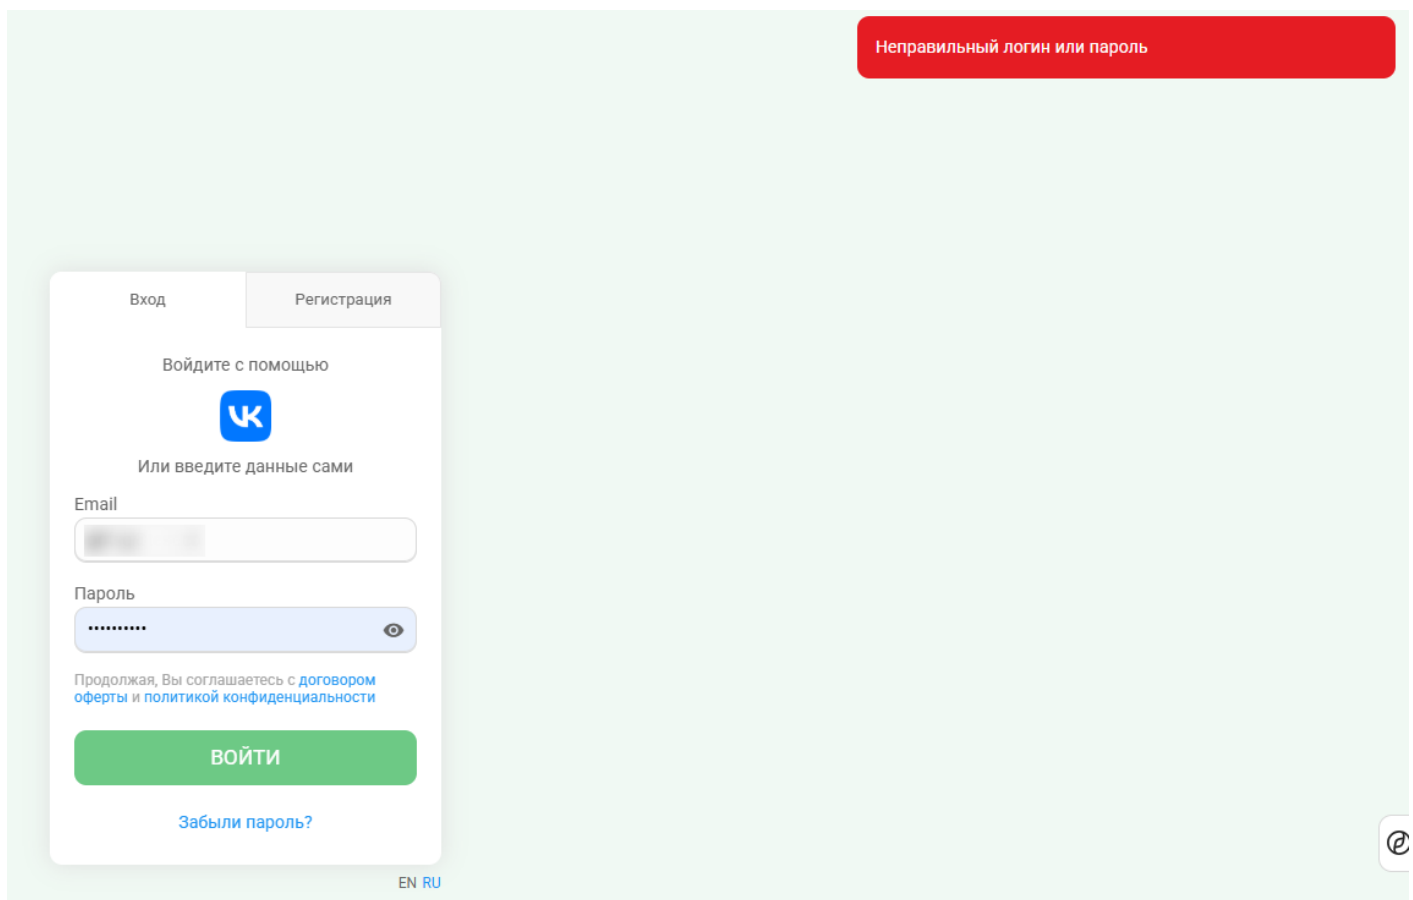 Неправильный логин или пароль
Вход
Регистрация
Войдите с помощью
Или введите данные сами
Email
Пароль
••••••••••
Продолжая, Вы соглашаетесь с договором
оферты и политикой конфиденциальности
ВОЙТИ
Забыли пароль?
EN RU